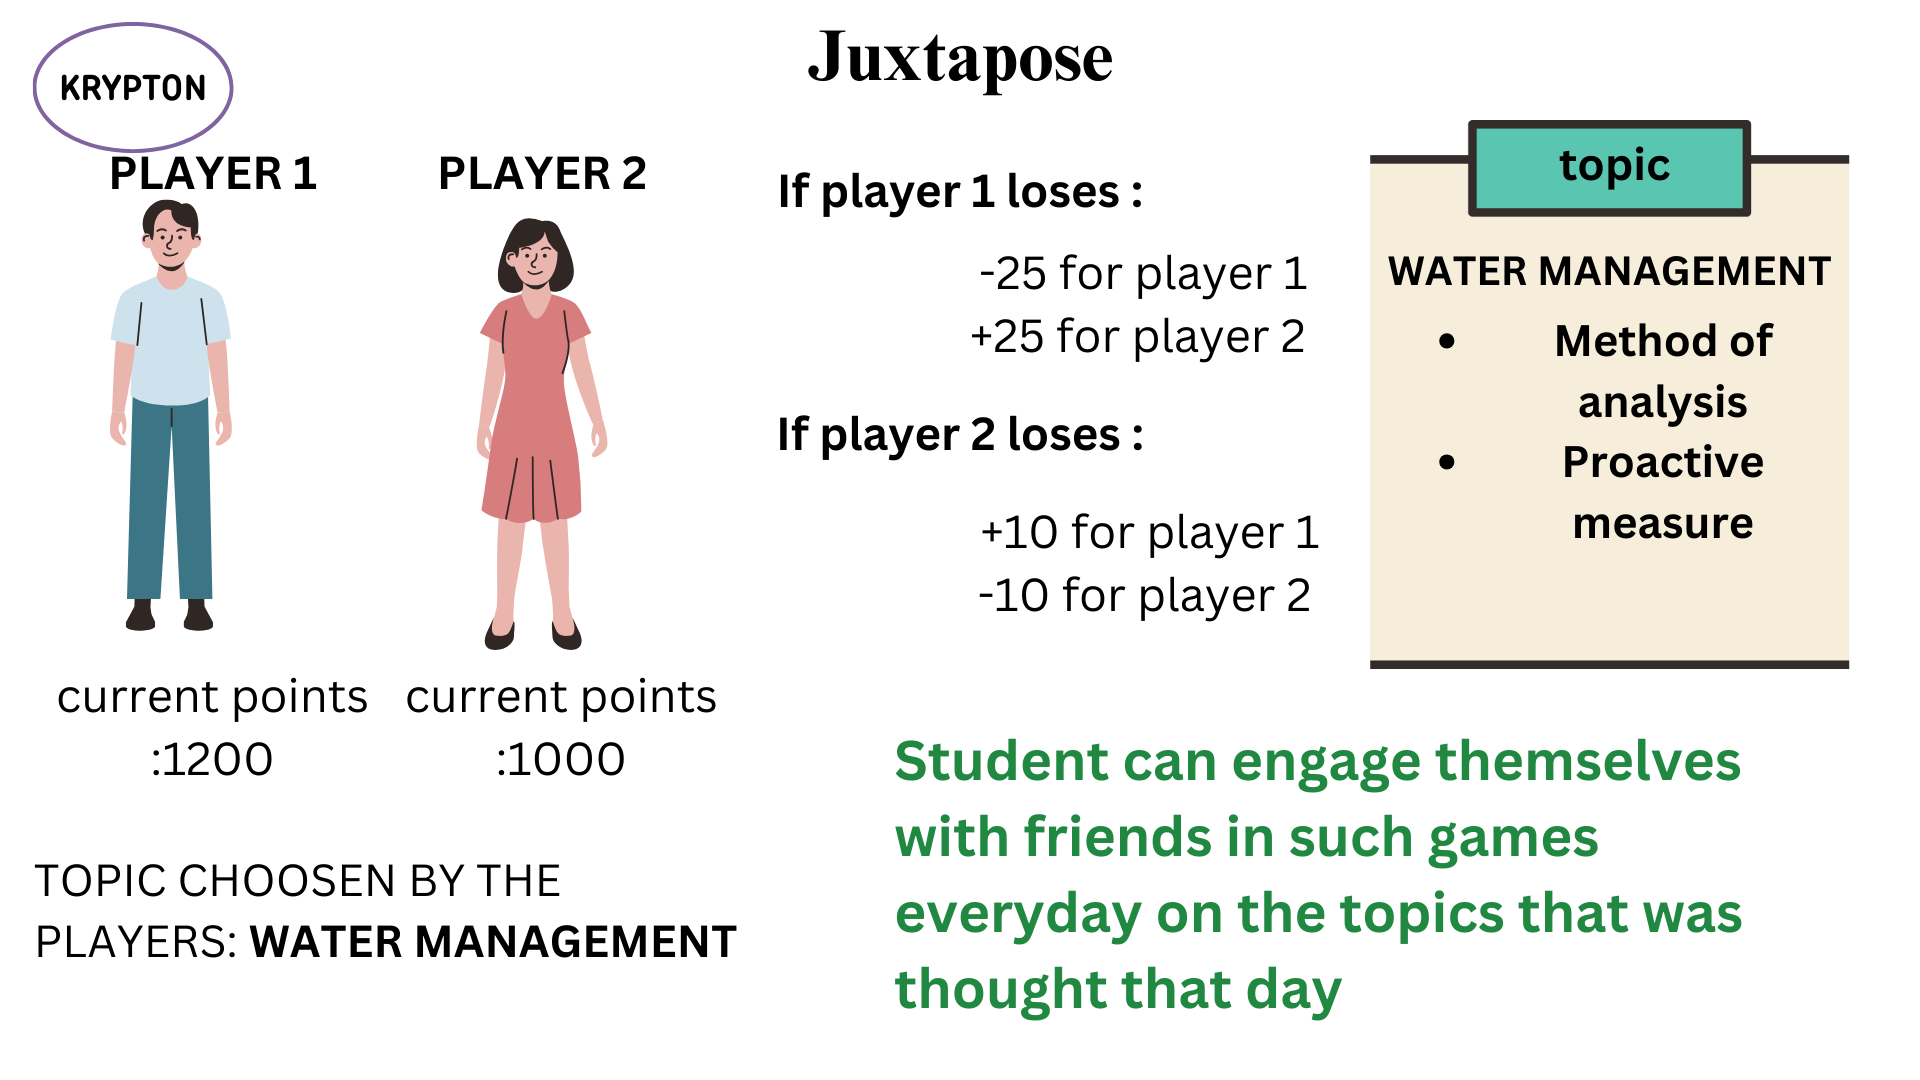 KRYPTON
Juxtapose
PLAYER 1
PLAYER 2
current points
:1200
current points
:1000
TOPIC CHOOSEN BY THE
PLAYERS: WATER MANAGEMENT
If player 1 loses :
-25 for player 1
+25 for player 2
If player 2 loses :
+10 for player 1
-10 for player 2
topic
WATER MANAGEMENT
• Method of
analysis
• Proactive
measure
Student can engage themselves
with friends in such games
everyday on the topics that was
thought that day